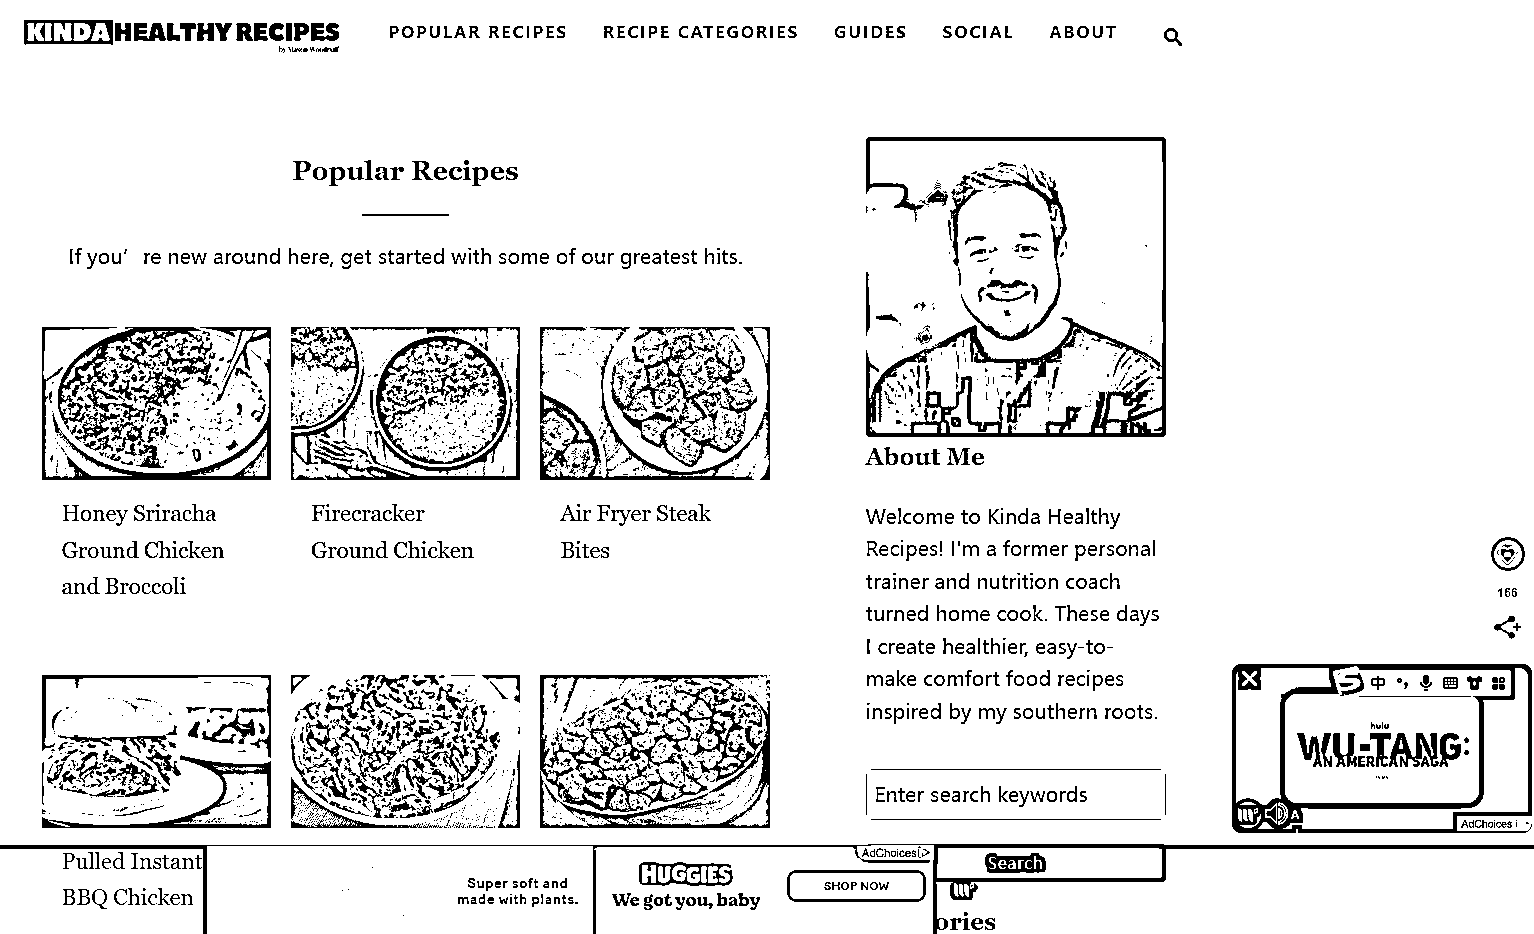 KINDA HEALTHY RECIPES
POPULAR RECIPES
RECIPE CATEGORIES
GUIDES
SOCIAL
ABOUT
Popular Recipes
If you're new around here, get started with some of our greatest hits.
Honey Sriracha
Ground Chicken
and Broccoli
Firecracker
Ground Chicken
Air Fryer Steak
Bites
Pulled Instant
BBQ Chicken
About Me
Welcome to Kinda Healthy
Recipes! I'm a former personal
trainer and nutrition coach
turned home cook. These days
I create healthier, easy-to-
make comfort food recipes
inspired by my southern roots.
Enter search keywords
Search
ories
166
中
hulu
WU-TANG:
AN AMERICAN SAGA
AdChoices
Super soft and
made with plants.
HUGGIES
We got you, baby
AdChoices
SHOP NOW